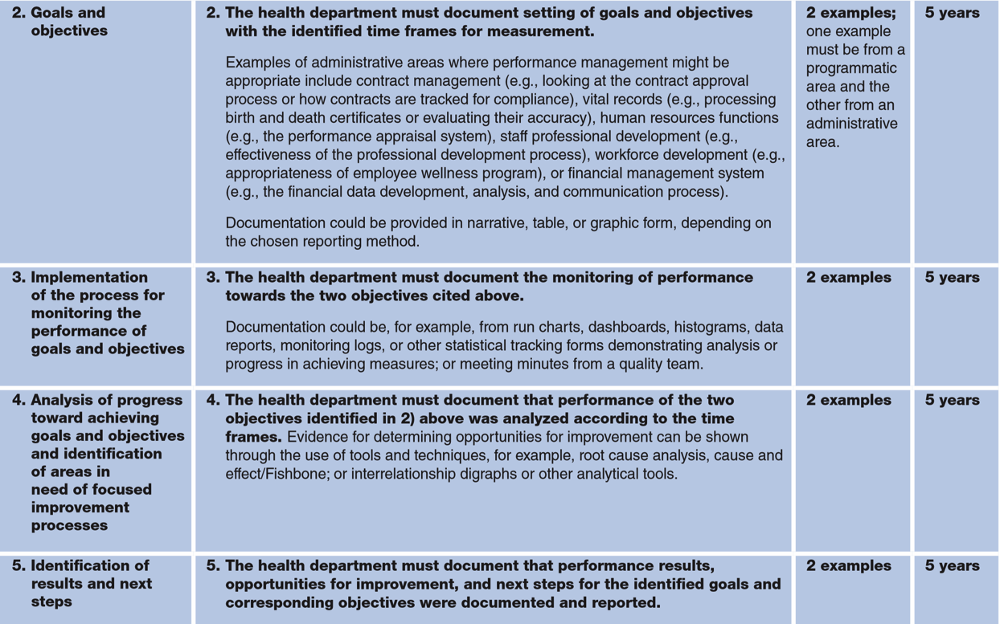 2. Goals and
objectives
2. The health department must document setting of goals and objectives
with the identified time frames for measurement.
Examples of administrative areas where performance management might be
appropriate include contract management (e.g., looking at the contract approval
process or how contracts are tracked for compliance), vital records (e.g., processing
birth and death certificates or evaluating their accuracy), human resources functions
(e.g., the performance appraisal system), staff professional development (e.g.,
effectiveness of the professional development process), workforce development (e.g.,
appropriateness of employee wellness program), or financial management system
(e.g., the financial data development, analysis, and communication process).
Documentation could be provided in narrative, table, or graphic form, depending on
the chosen reporting method.
2 examples;
one example
must be from a
programmatic
area and the
other from an
administrative
area.
5 years
3. Implementation
of the process for
monitoring the
performance of
goals and objectives
3. The health department must document the monitoring of performance
towards the two objectives cited above.
Documentation could be, for example, from run charts, dashboards, histograms, data
reports, monitoring logs, or other statistical tracking forms demonstrating analysis or
progress in achieving measures; or meeting minutes from a quality team.
2 examples
5 years
4. Analysis of progress
toward achieving
goals and objectives
and identification
of areas in
need of focused
improvement
processes
4. The health department must document that performance of the two
objectives identified in 2) above was analyzed according to the time
frames. Evidence for determining opportunities for improvement can be shown
through the use of tools and techniques, for example, root cause analysis, cause and
effect/Fishbone; or interrelationship digraphs or other analytical tools.
2 examples
5 years
5. Identification of
results and next
steps
5. The health department must document that performance results,
opportunities for improvement, and next steps for the identified goals and
corresponding objectives were documented and reported.
2 examples
5 years